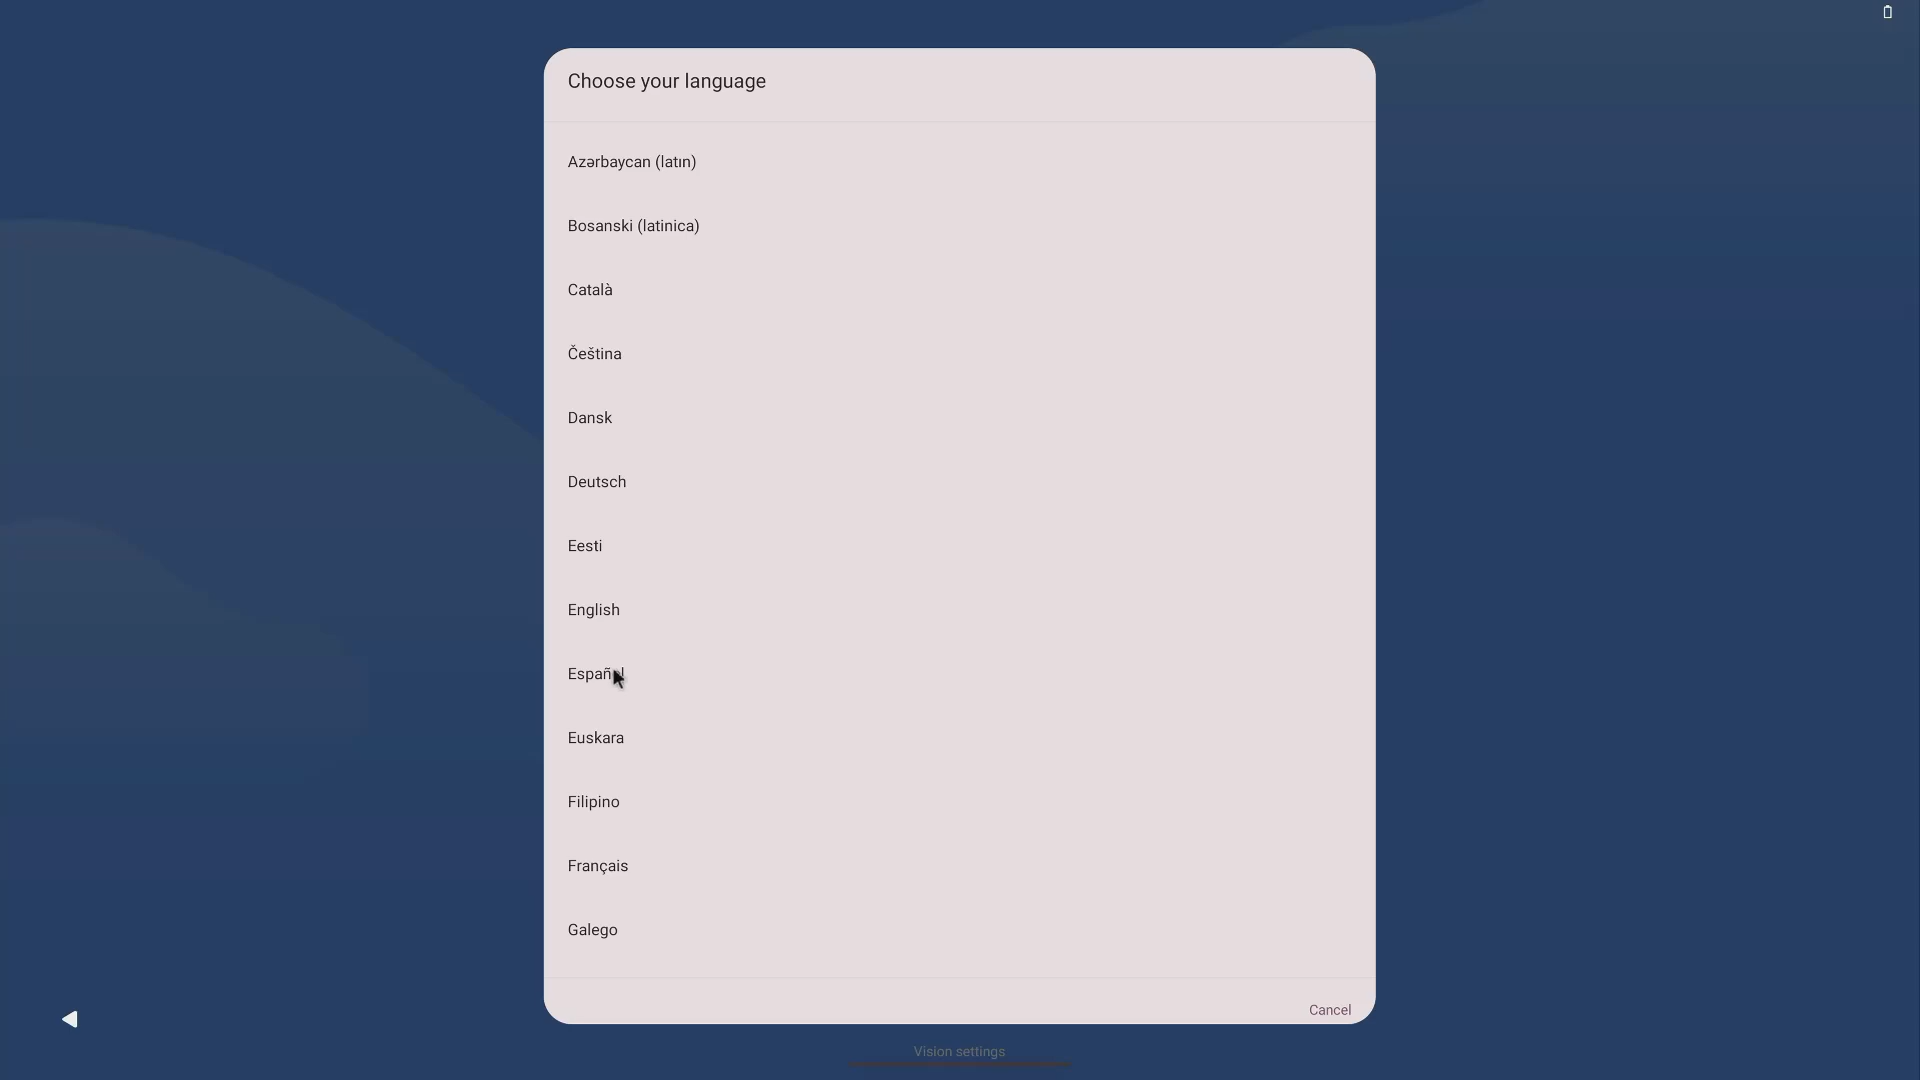 Choose your language
Azərbaycan (latın)
Bosanski (latinica)
Català
Čeština
Dansk
Deutsch
Eesti
English
Español
Euskara
Filipino
Français
Galego
Cancel
Vision settings